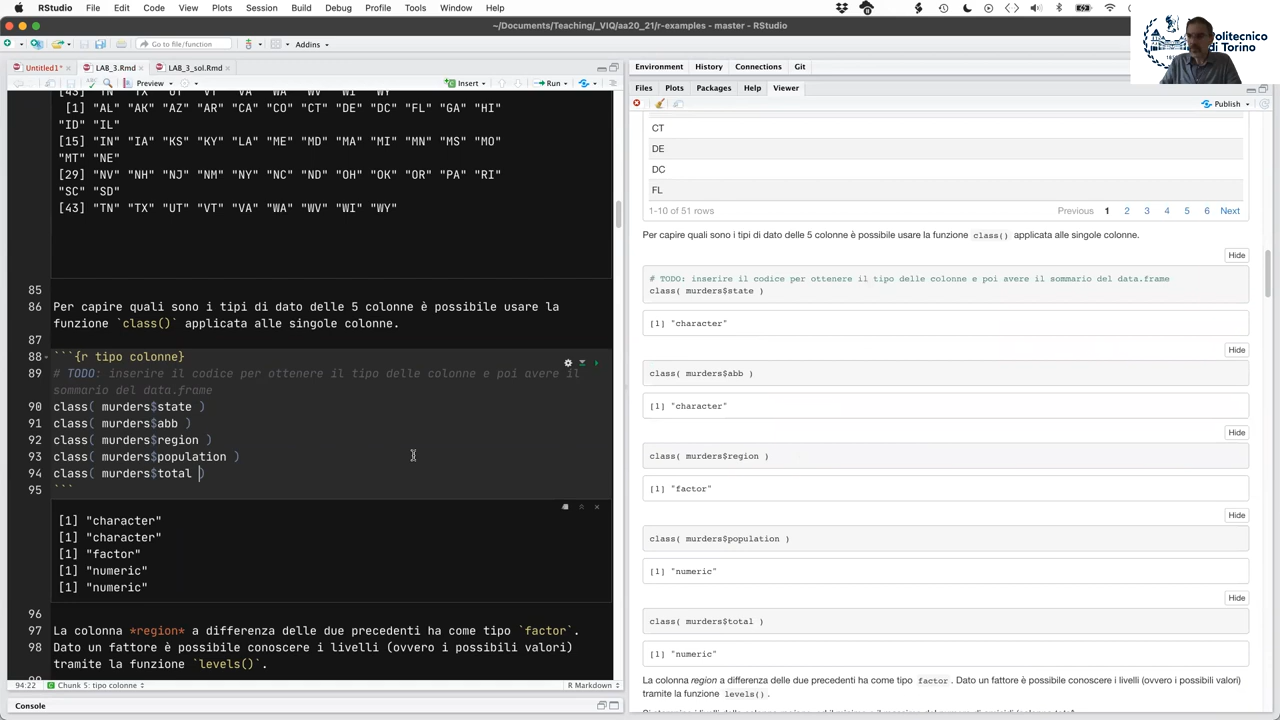 RStudio File Edit Code View Plots Session Build Debug Profile Tools Window Help
~/Documents/Teaching/_VIQ/aa20_21/r-examples - master - RStudio
Go to file/function
Addins
Politecnico
di Torino
Untitled1* LAB_3.Rmd LAB_3_sol.Rmd
Preview Insert Run
[43] "TN" "TX" "UT" "VT" "VA" "WA" "WV" "WI" "WY"
[1] "AL" "AK" "AZ" "AR" "CA" "CO" "CT" "DE" "DC" "FL" "GA" "HI"
"ID" "IL"
[15] "IN" "IA" "KS" "KY" "LA" "ME" "MD" "MA" "MI" "MN" "MS" "MO"
"MT" "NE"
[29] "NV" "NH" "NJ" "NM" "NY" "NC" "ND" "OH" "OK" "OR" "PA" "RI"
"SC" "SD"
[43] "TN" "TX" "UT" "VT" "VA" "WA" "WV" "WI" "WY"
85
86 Per capire quali sono i tipi di dato delle 5 colonne è possibile usare la
funzione `class()` applicata alle singole colonne.
87
88 ```{r tipo colonne}
89 # TODO: inserire il codice per ottenere il tipo delle colonne e poi avere il
sommario del data.frame
90 class( murders$state )
91 class( murders$abb )
92 class( murders$region )
93 class( murders$population )
94 class( murders$total )
95 ```
[1] "character"
[1] "character"
[1] "factor"
[1] "numeric"
[1] "numeric"
96
97 La colonna *region* a differenza delle due precedenti ha come tipo `factor`.
98 Dato un fattore è possibile conoscere i livelli (ovvero i possibili valori)
tramite la funzione `levels()`.
94:22 Chunk 5: tipo colonne R Markdown
Console
Environment History Connections Git
Files Plots Packages Help Viewer
Publish
CT
DE
DC
FL
1-10 of 51 rows Previous 1 2 3 4 5 6 Next
Per capire quali sono i tipi di dato delle 5 colonne è possibile usare la funzione class() applicata alle singole colonne.
Hide
# TODO: inserire il codice per ottenere il tipo delle colonne e poi avere il sommario del data.frame
class( murders$state )
[1] "character"
Hide
class( murders$abb )
[1] "character"
Hide
class( murders$region )
[1] "factor"
Hide
class( murders$population )
[1] "numeric"
Hide
class( murders$total )
[1] "numeric"
La colonna region a differenza delle due precedenti ha come tipo factor. Dato un fattore è possibile conoscere i livelli (ovvero i possibili valori)
tramite la funzione levels().